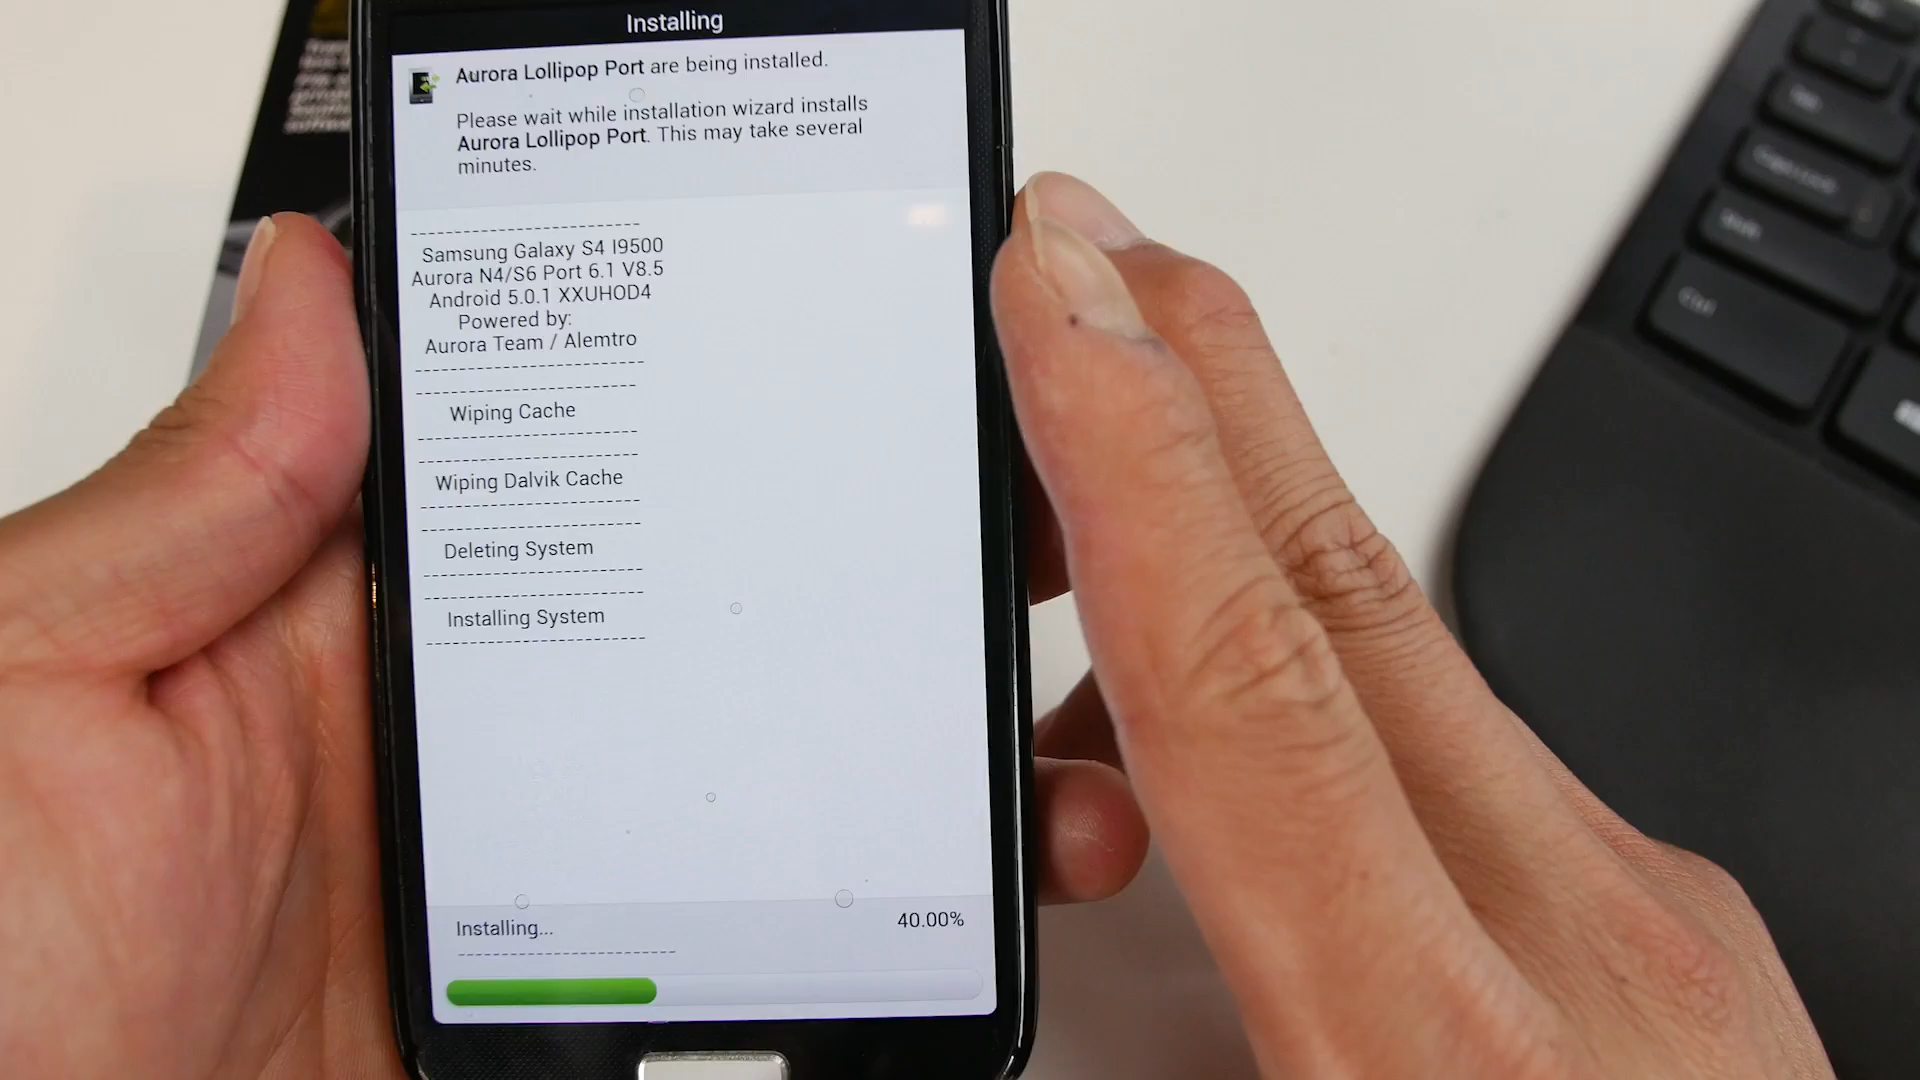 Installing
Aurora Lollipop Port are being installed.
Please wait while installation wizard installs
Aurora Lollipop Port. This may take several
minutes.
Samsung Galaxy S4 I9500
Aurora N4/S6 Port 6.1 V8.5
Android 5.0.1 XXUHOD4
Powered by:
Aurora Team / Alemtro
Wiping Cache
Wiping Dalvik Cache
Deleting System
Installing System
Installing...
40.00%
Shift
Ctrl